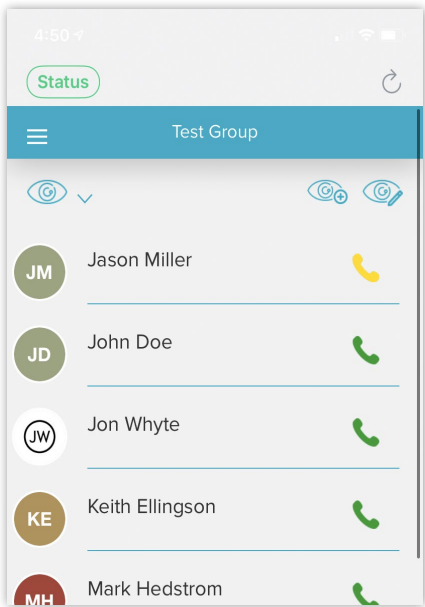 4:50
Status
Test Group
JM Jason Miller
JD John Doe
JW Jon Whyte
KE Keith Ellingson
MH Mark Hedstrom